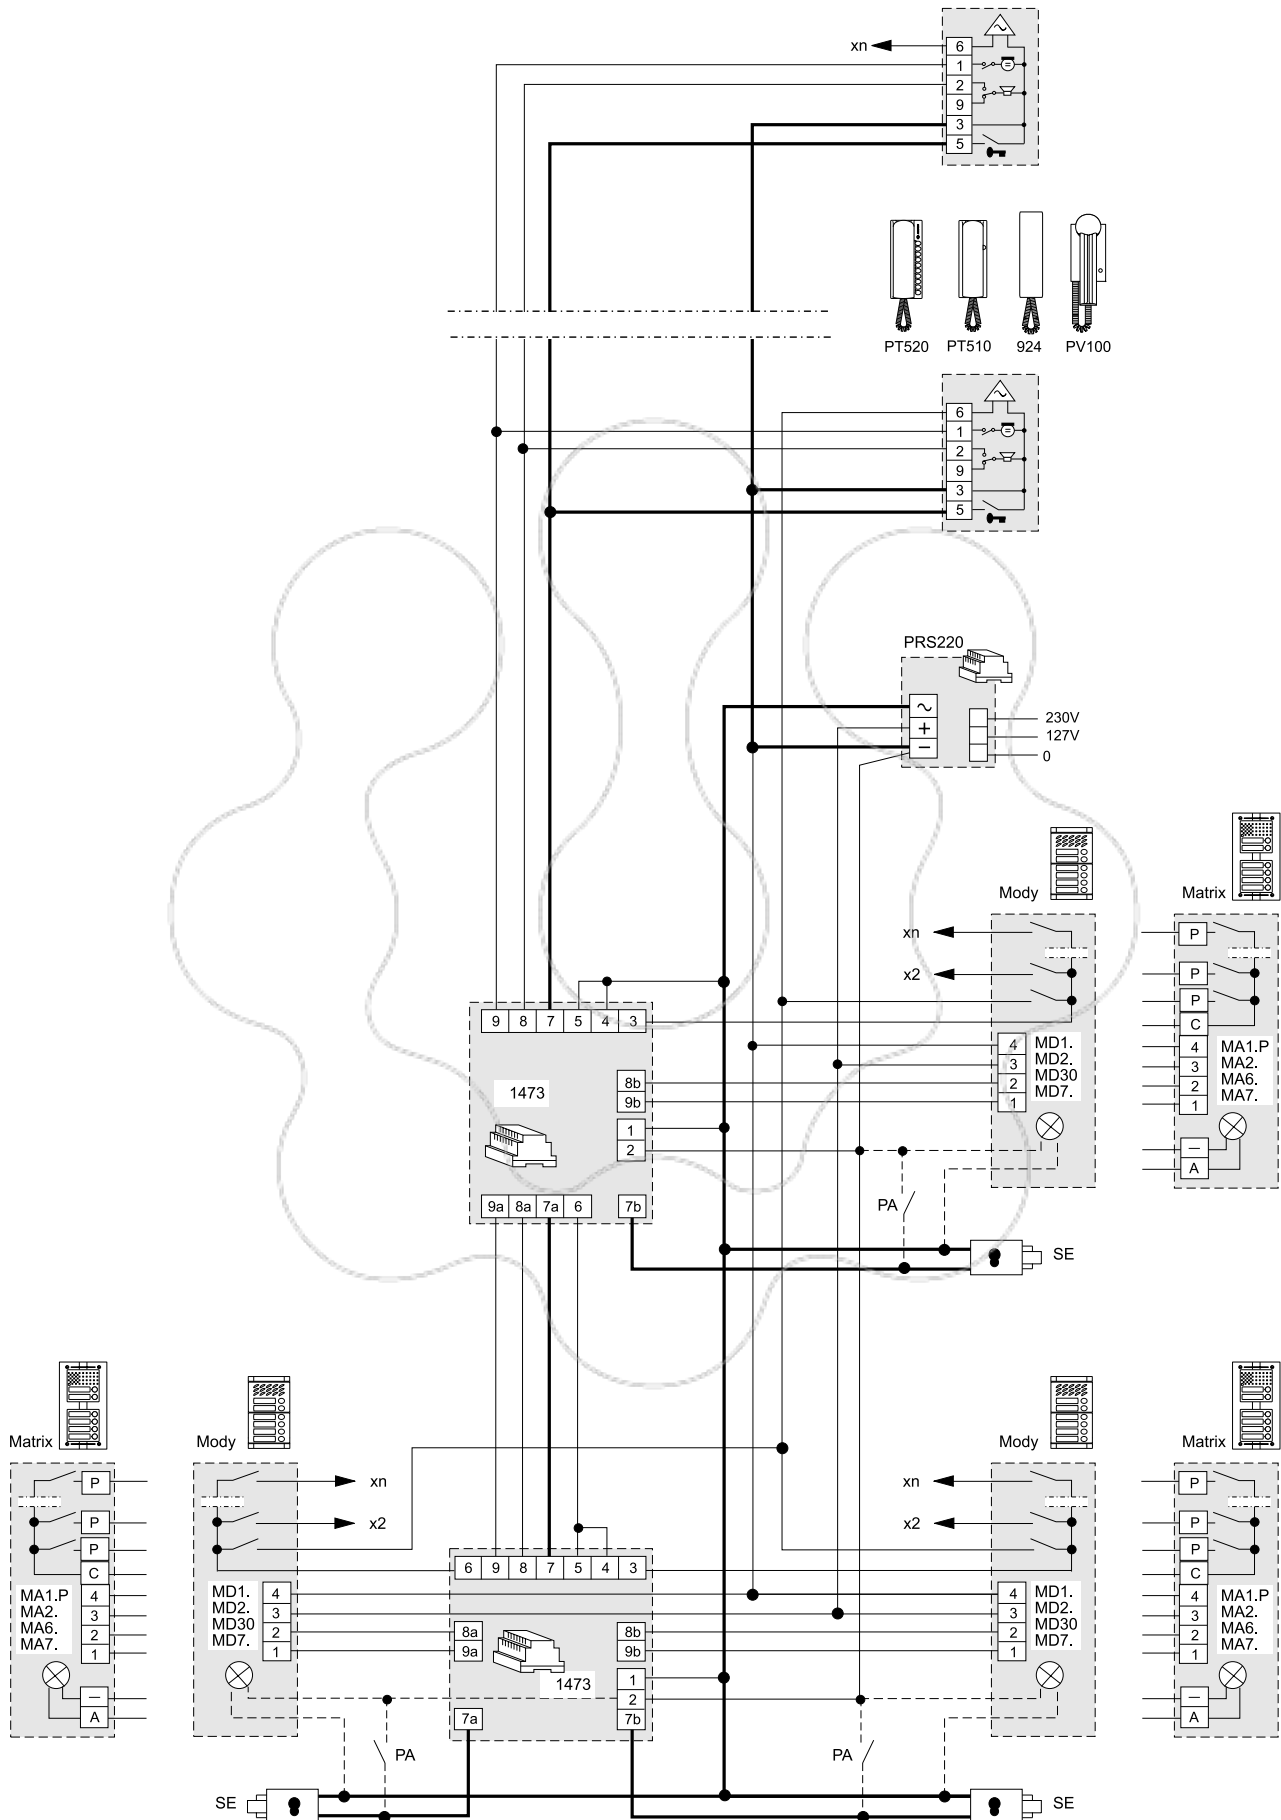 xn
6
1
2
9
3
5
PT520 PT510 924 PV100
6
1
2
9
3
5
PRS220
~
+
–
230V
127V
0
Mody
Matrix
xn
x2
P
P
P
C
4 MD1.
3 MD2.
2 MD30
1 MD7.
4 MA1.P
3 MA2.
2 MA6.
1 MA7.
–
A
9 8 7 5 4 3
1473
8b
9b
1
2
9a 8a 7a 6 7b
PA
SE
Matrix
Mody
Mody
Matrix
P
P
P
C
MA1.P 4
MA2. 3
MA6. 2
MA7. 1
–
A
xn
x2
MD1. 4
MD2. 3
MD30 2
MD7. 1
6 9 8 7 5 4 3
8a
9a
8b
9b
1473
1
2
7a
7b
xn
x2
4 MD1.
3 MD2.
2 MD30
1 MD7.
P
P
P
C
4 MA1.P
3 MA2.
2 MA6.
1 MA7.
–
A
PA
PA
SE
SE